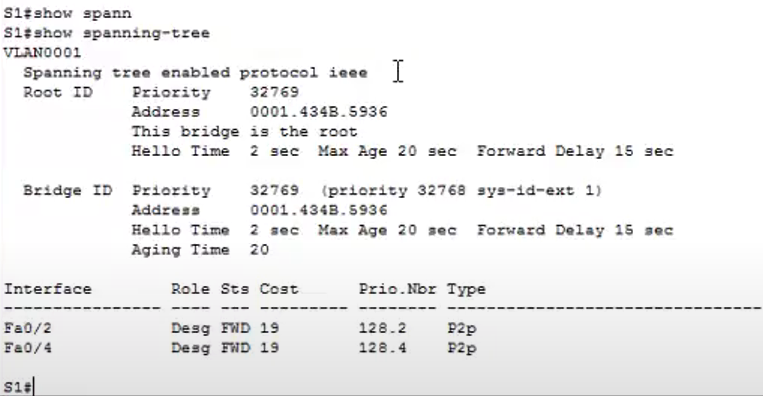 S1#show spann
S1#show spanning-tree
VLAN0001
  Spanning tree enabled protocol ieee
  Root ID    Priority    32769
             Address     0001.434B.5936
             This bridge is the root
             Hello Time  2 sec  Max Age 20 sec  Forward Delay 15 sec

  Bridge ID  Priority    32769  (priority 32768 sys-id-ext 1)
             Address     0001.434B.5936
             Hello Time  2 sec  Max Age 20 sec  Forward Delay 15 sec
             Aging Time  20

Interface        Role Sts Cost      Prio.Nbr Type
---------------- ---- --- --------- -------- --------------------------------
Fa0/2            Desg FWD 19        128.2    P2p
Fa0/4            Desg FWD 19        128.4    P2p

S1#